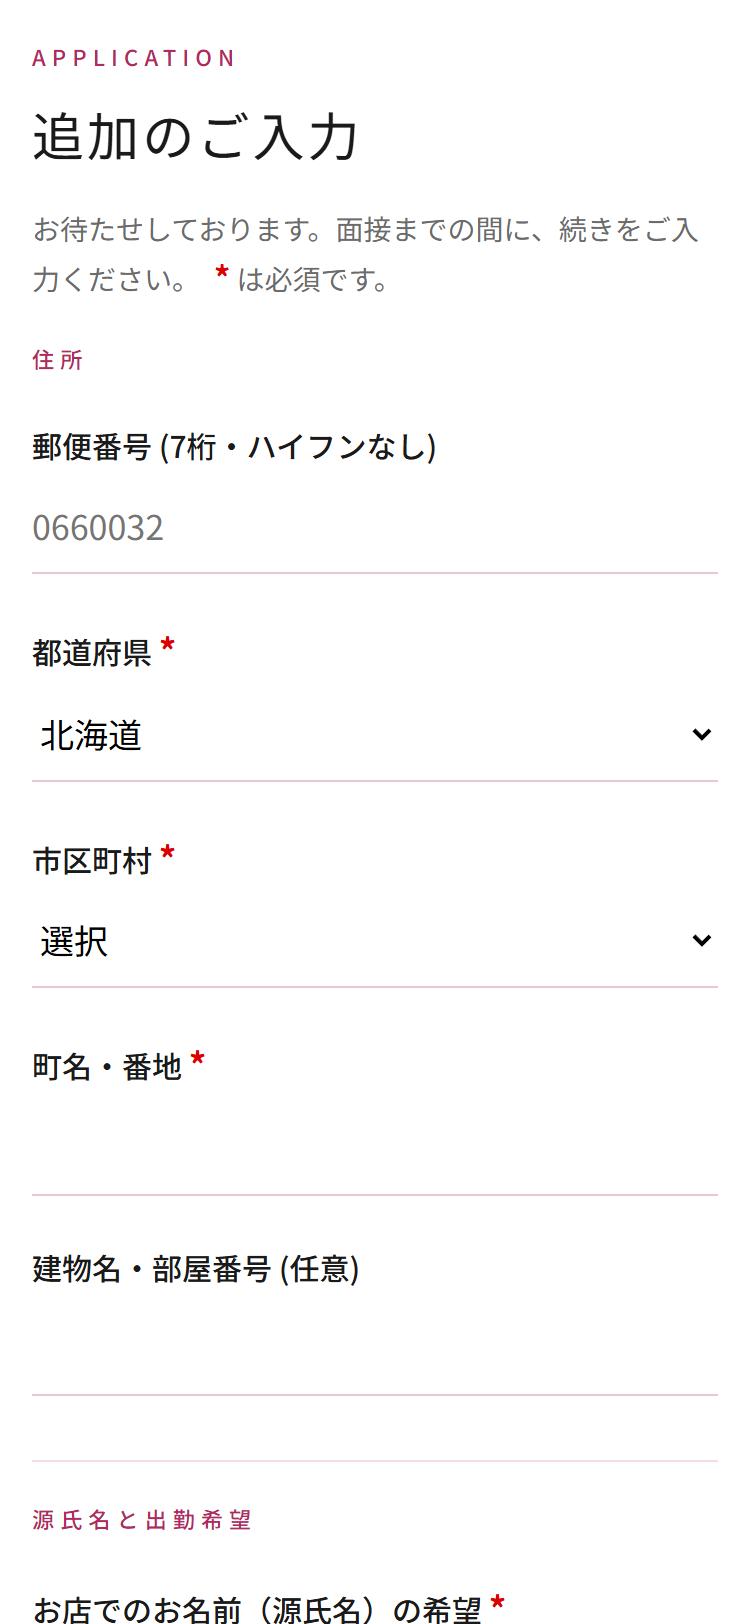 APPLICATION
追加のご入力
お待たせしております。面接までの間に、続きをご入
力ください。 * は必須です。
住所
郵便番号 (7桁・ハイフンなし)
0660032
都道府県 *
北海道
市区町村 *
選択
町名・番地 *
建物名・部屋番号 (任意)
源氏名と出勤希望
お店でのお名前（源氏名）の希望 *